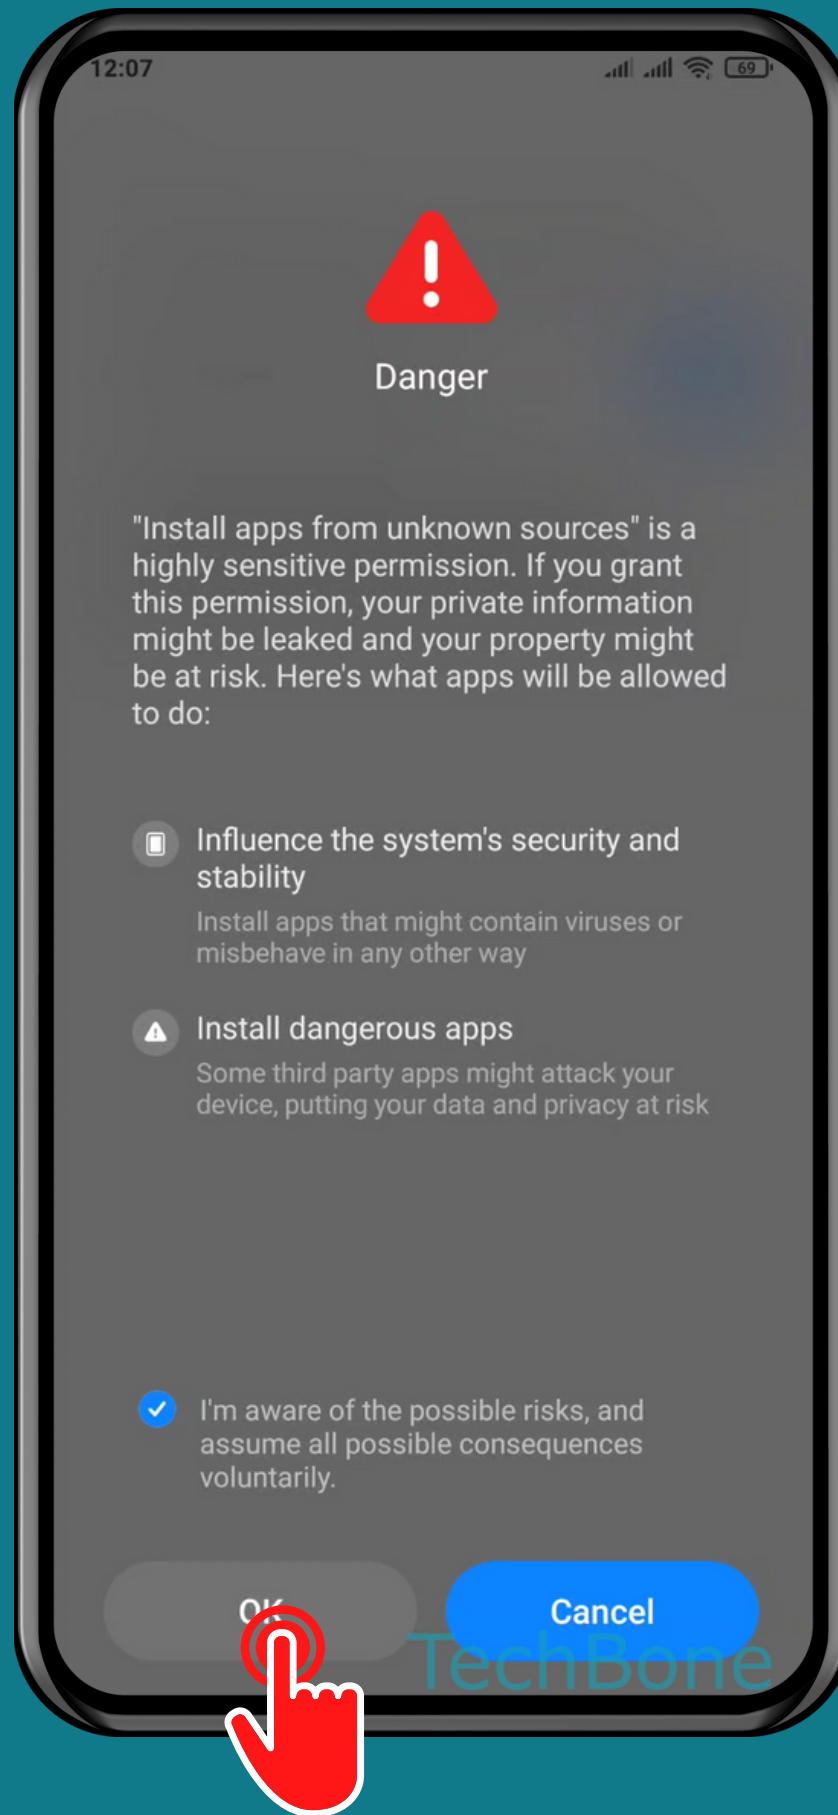 12:07
69
Danger
"Install apps from unknown sources" is a
highly sensitive permission. If you grant
this permission, your private information
might be leaked and your property might
be at risk. Here's what apps will be allowed
to do:
Influence the system's security and
stability
Install apps that might contain viruses or
misbehave in any other way
Install dangerous apps
Some third party apps might attack your
device, putting your data and privacy at risk
I'm aware of the possible risks, and
assume all possible consequences
voluntarily.
OK
Cancel
TechBone